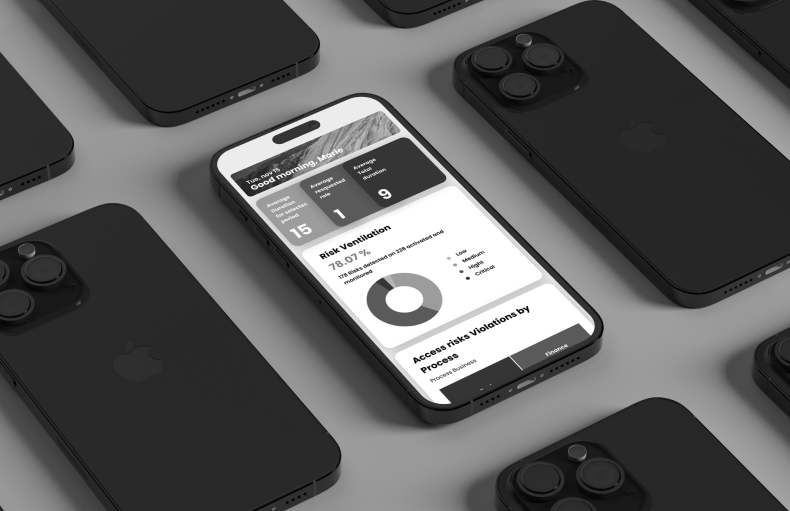 Tue, nov 15
Good morning, Marie
Average
Duration
for selected
period
15
Average
resquested
role
1
Average
Total
duration
9
Risk Ventilation
78.07 %
178 Risks detected on 228 activated and
monitored
Low
Medium
Hight
Critical
Access risks Violations by
Process
Process Business
Finance